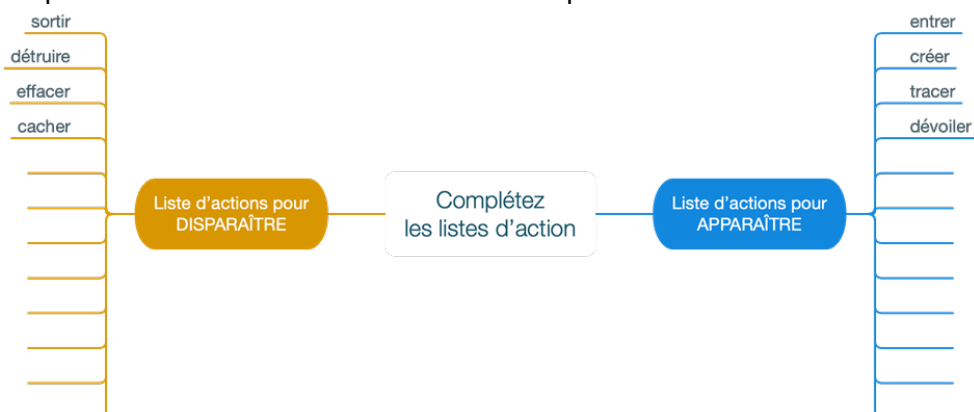 sortir
détruire
effacer
cacher
Liste d'actions pour
DISPARAÎTRE
Complétez
les listes d'action
Liste d'actions pour
APPARAÎTRE
entrer
créer
tracer
dévoiler